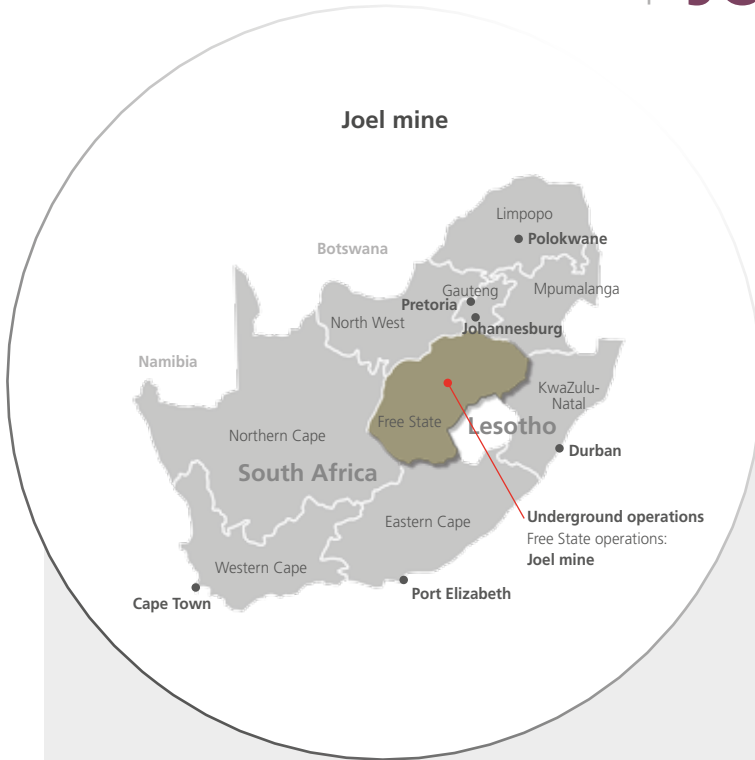 Joel mine
Limpopo
Polokwane
Botswana
Gauteng
Mpumalanga
Pretoria
North West
Johannesburg
Namibia
KwaZulu-
Natal
Free State
Lesotho
Northern Cape
Durban
South Africa
Underground operations
Eastern Cape
Free State operations:
Joel mine
Western Cape
Port Elizabeth
Cape Town